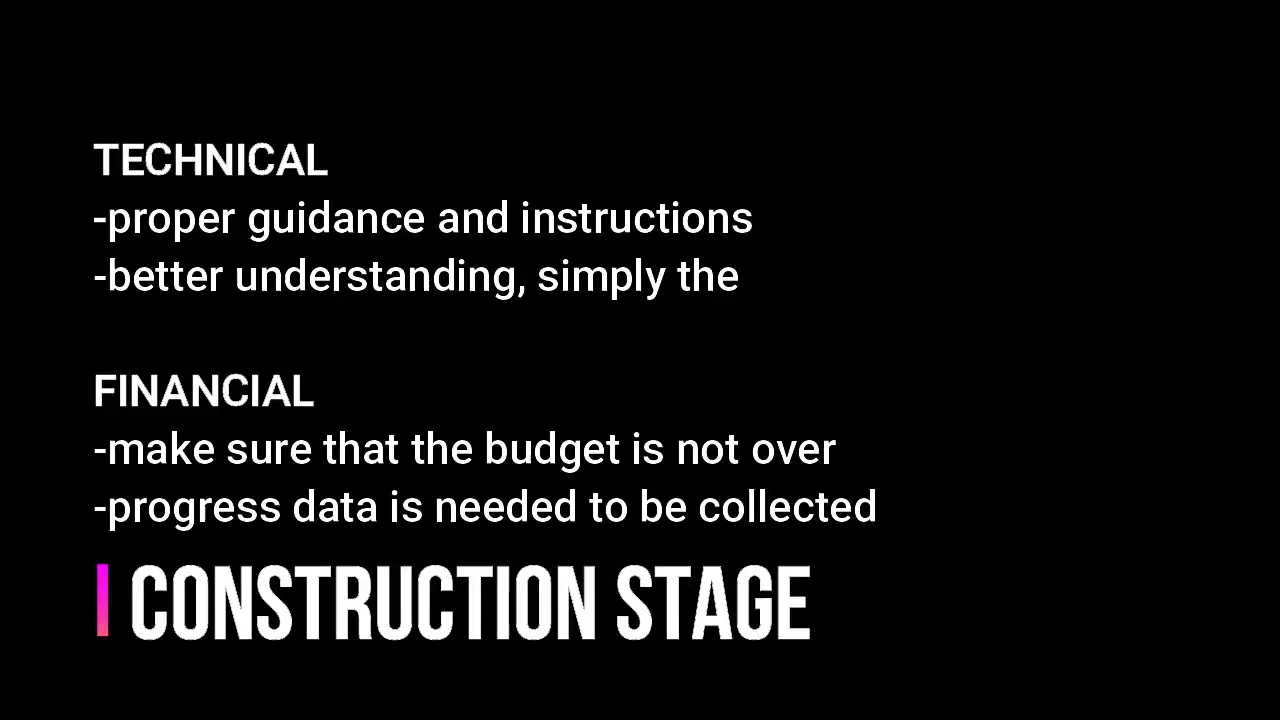 TECHNICAL
-proper guidance and instructions
-better understanding, simply the
FINANCIAL
-make sure that the budget is not over
-progress data is needed to be collected
CONSTRUCTION STAGE